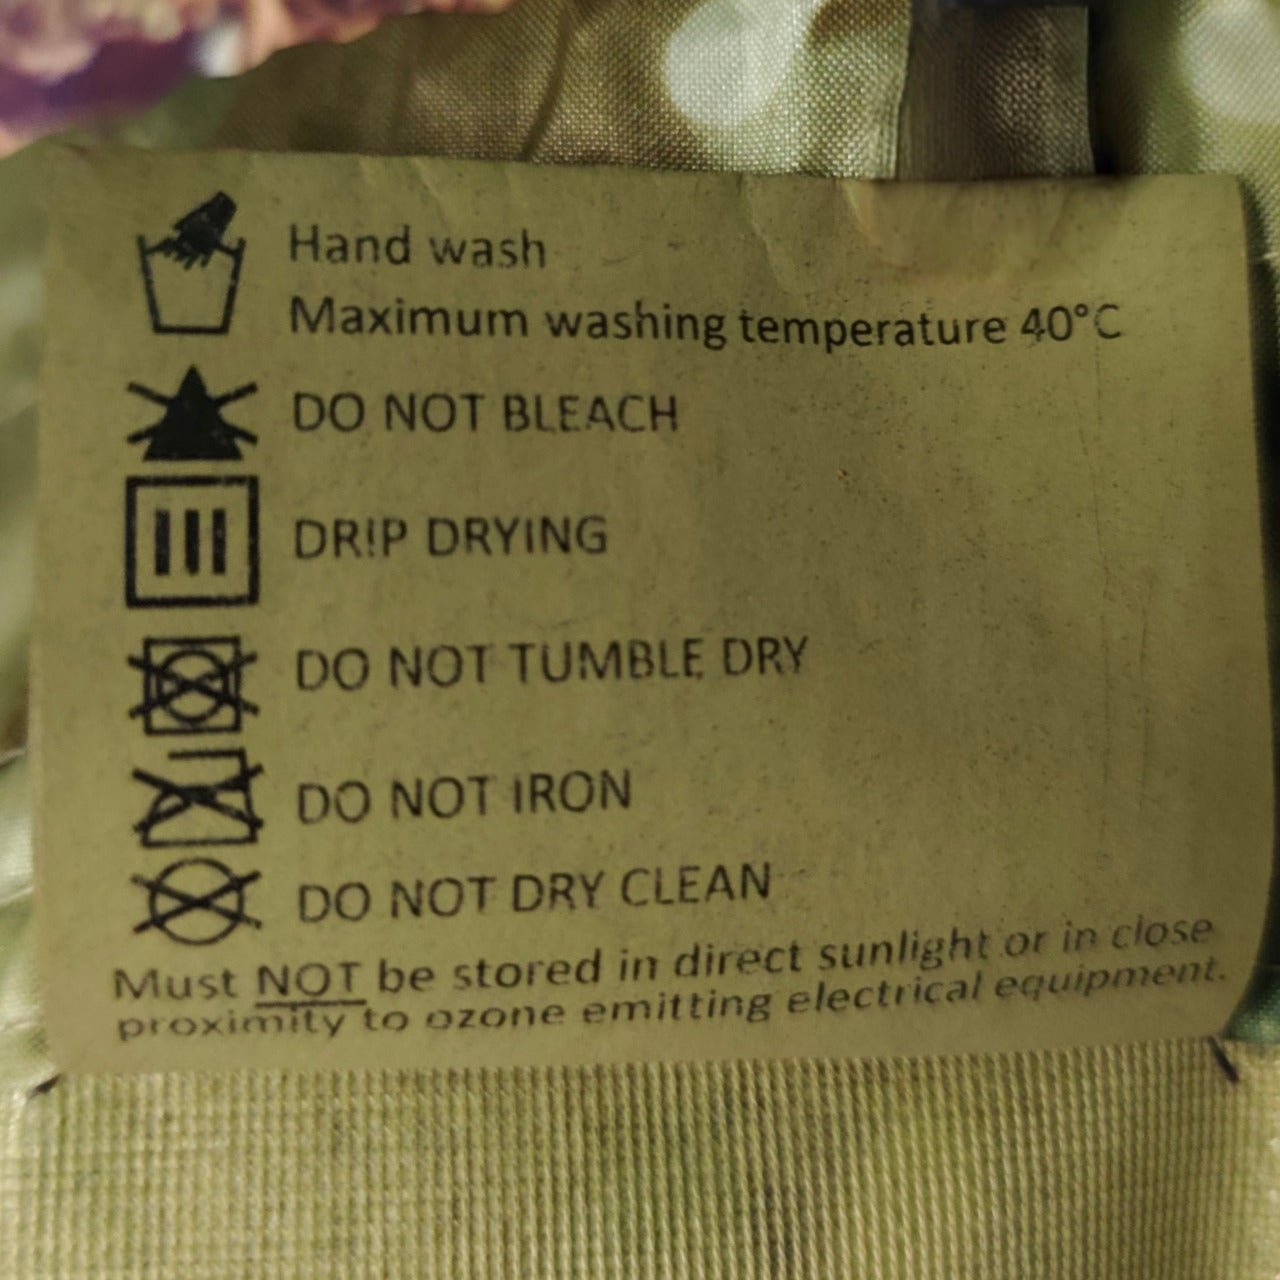 Hand wash
Maximum washing temperature 40°C
DO NOT BLEACH
DRIP DRYING
DO NOT TUMBLE DRY
DO NOT IRON
DO NOT DRY CLEAN
Must NOT be stored in direct sunlight or in close
proximity to ozone emitting electrical equipment.